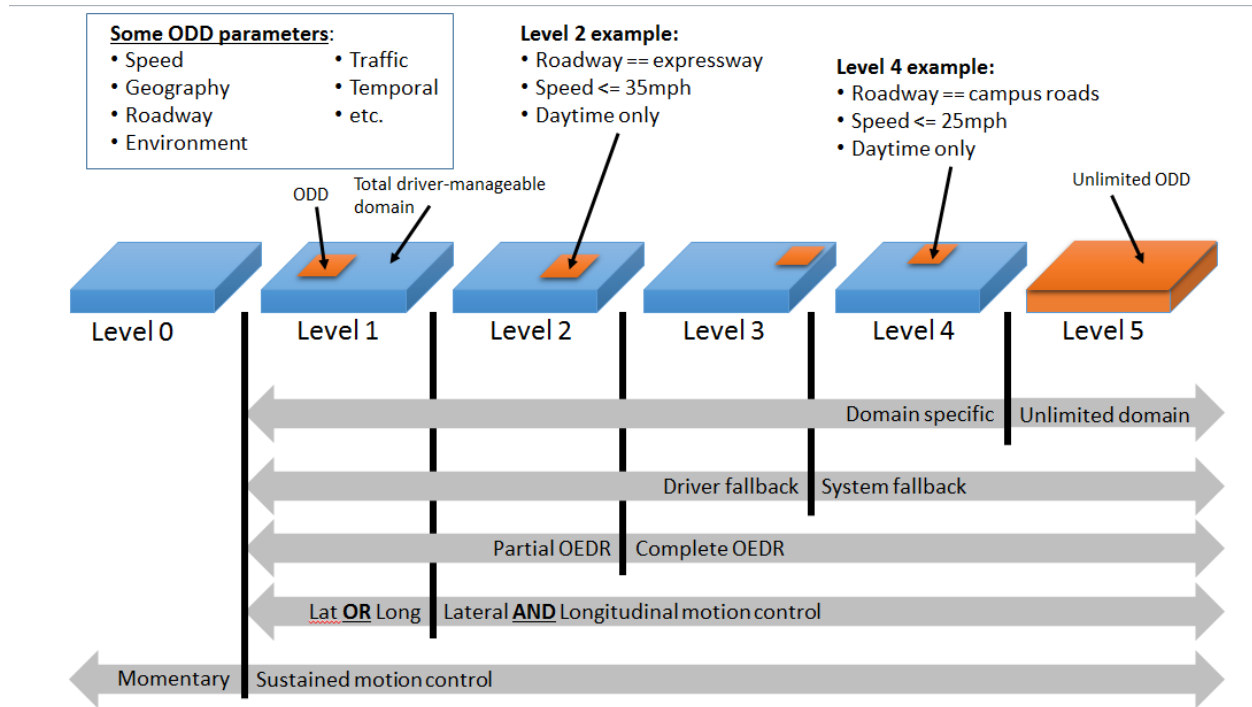 Some ODD parameters:
• Speed
• Geography
• Roadway
• Environment
• Traffic
• Temporal
• etc.
Level 2 example:
• Roadway == expressway
• Speed <= 35mph
• Daytime only
Level 4 example:
• Roadway == campus roads
• Speed <= 25mph
• Daytime only
ODD
Total driver-manageable
domain
Unlimited ODD
Level 0
Level 1
Level 2
Level 3
Level 4
Level 5
Domain specific
Unlimited domain
Driver fallback
System fallback
Partial OEDR
Complete OEDR
Lat OR Long
Lateral AND Longitudinal motion control
Momentary
Sustained motion control